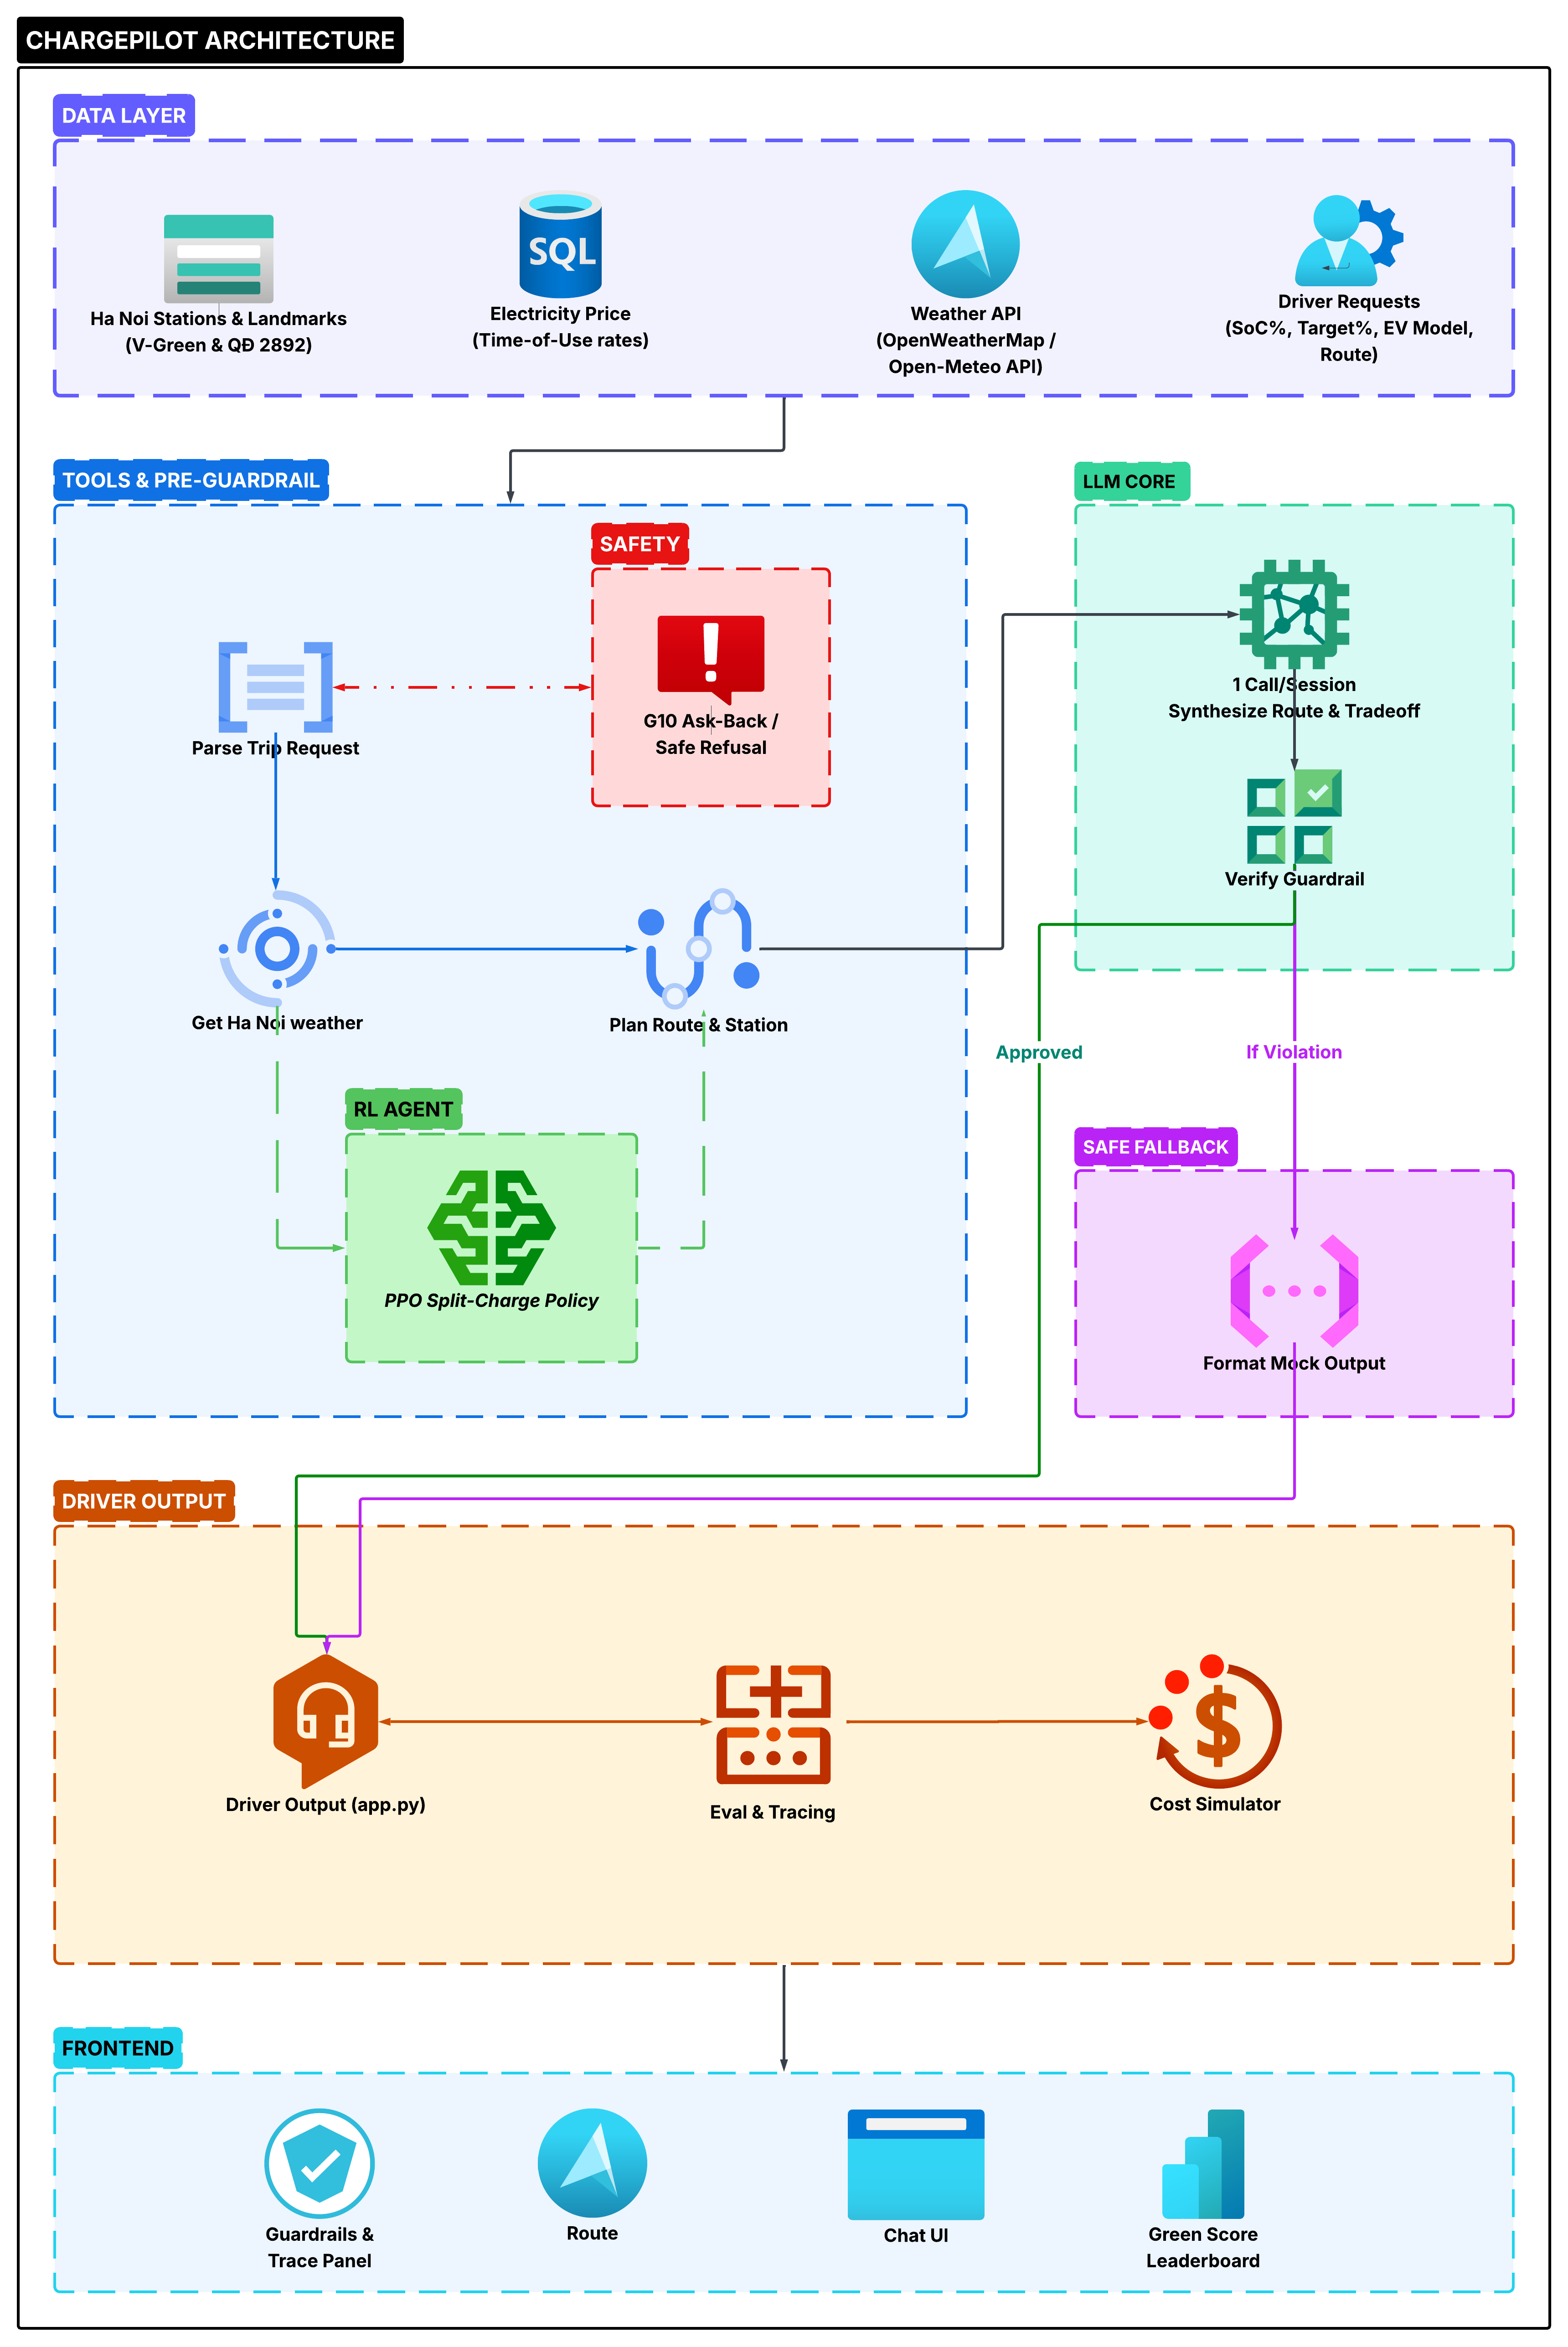 CHARGEPILOT ARCHITECTURE
DATA LAYER
SQL
Ha Noi Stations & Landmarks
(V-Green & QĐ 2892)
Electricity Price
(Time-of-Use rates)
Weather API
(OpenWeatherMap /
Open-Meteo API)
Driver Requests
(SoC%, Target%, EV Model,
Route)
TOOLS & PRE-GUARDRAIL
SAFETY
G10 Ask-Back /
Safe Refusal
Parse Trip Request
Get Ha Noi weather
Plan Route & Station
RL AGENT
PPO Split-Charge Policy
LLM CORE
1 Call/Session
Synthesize Route & Tradeoff
Verify Guardrail
Approved
If Violation
SAFE FALLBACK
Format Mock Output
DRIVER OUTPUT
$
Driver Output (app.py)
Eval & Tracing
Cost Simulator
FRONTEND
Guardrails &
Trace Panel
Route
Chat UI
Green Score
Leaderboard